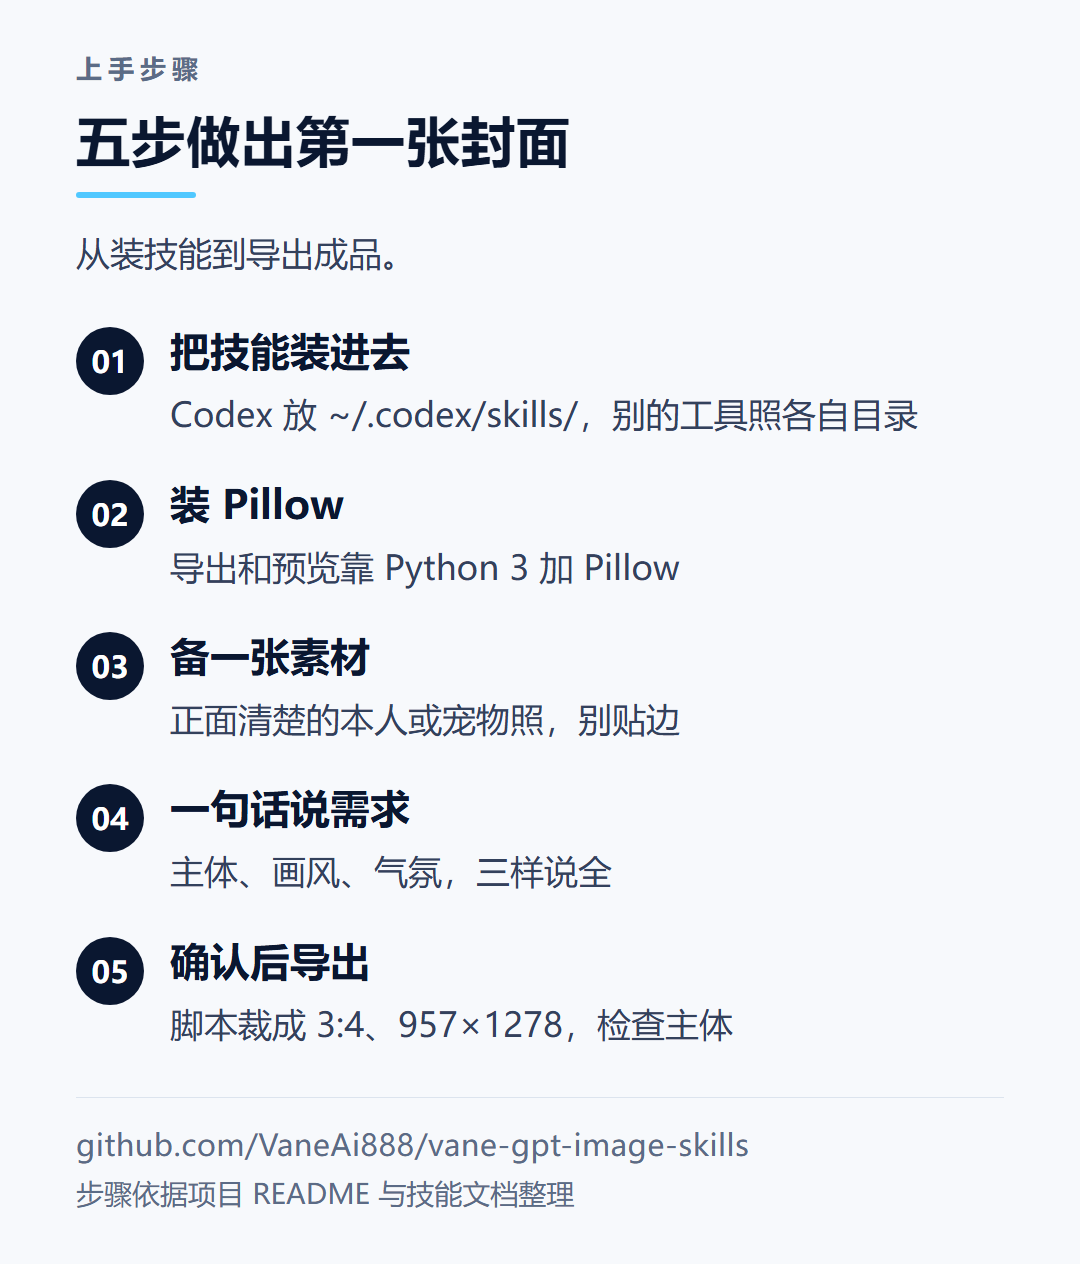 上手步骤
五步做出第一张封面
从装技能到导出成品。
01
把技能装进去
Codex 放 ~/.codex/skills/，别的工具照各自目录
02
装 Pillow
导出和预览靠 Python 3 加 Pillow
03
备一张素材
正面清楚的本人或宠物照，别贴边
04
一句话说需求
主体、画风、气氛，三样说全
05
确认后导出
脚本裁成 3:4、957×1278，检查主体
github.com/VaneAi888/vane-gpt-image-skills
步骤依据项目 README 与技能文档整理